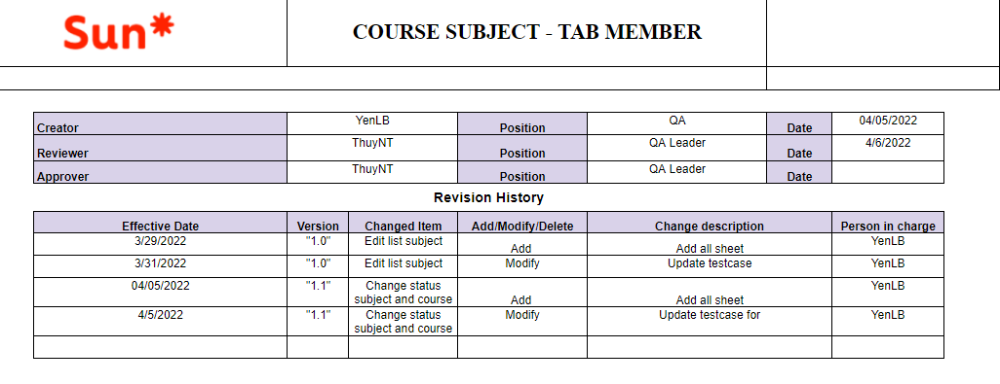 Sun*
COURSE SUBJECT - TAB MEMBER
Creator YenLB Position QA Date 04/05/2022
Reviewer ThuyNT Position QA Leader Date 4/6/2022
Approver ThuyNT Position QA Leader Date
Revision History
Effective Date Version Changed Item Add/Modify/Delete Change description Person in charge
3/29/2022 "1.0" Edit list subject Add Add all sheet YenLB
3/31/2022 "1.0" Edit list subject Modify Update testcase YenLB
04/05/2022 "1.1" Change status YenLB
subject and course Add Add all sheet
4/5/2022 "1.1" Change status Modify Update testcase for YenLB
subject and course